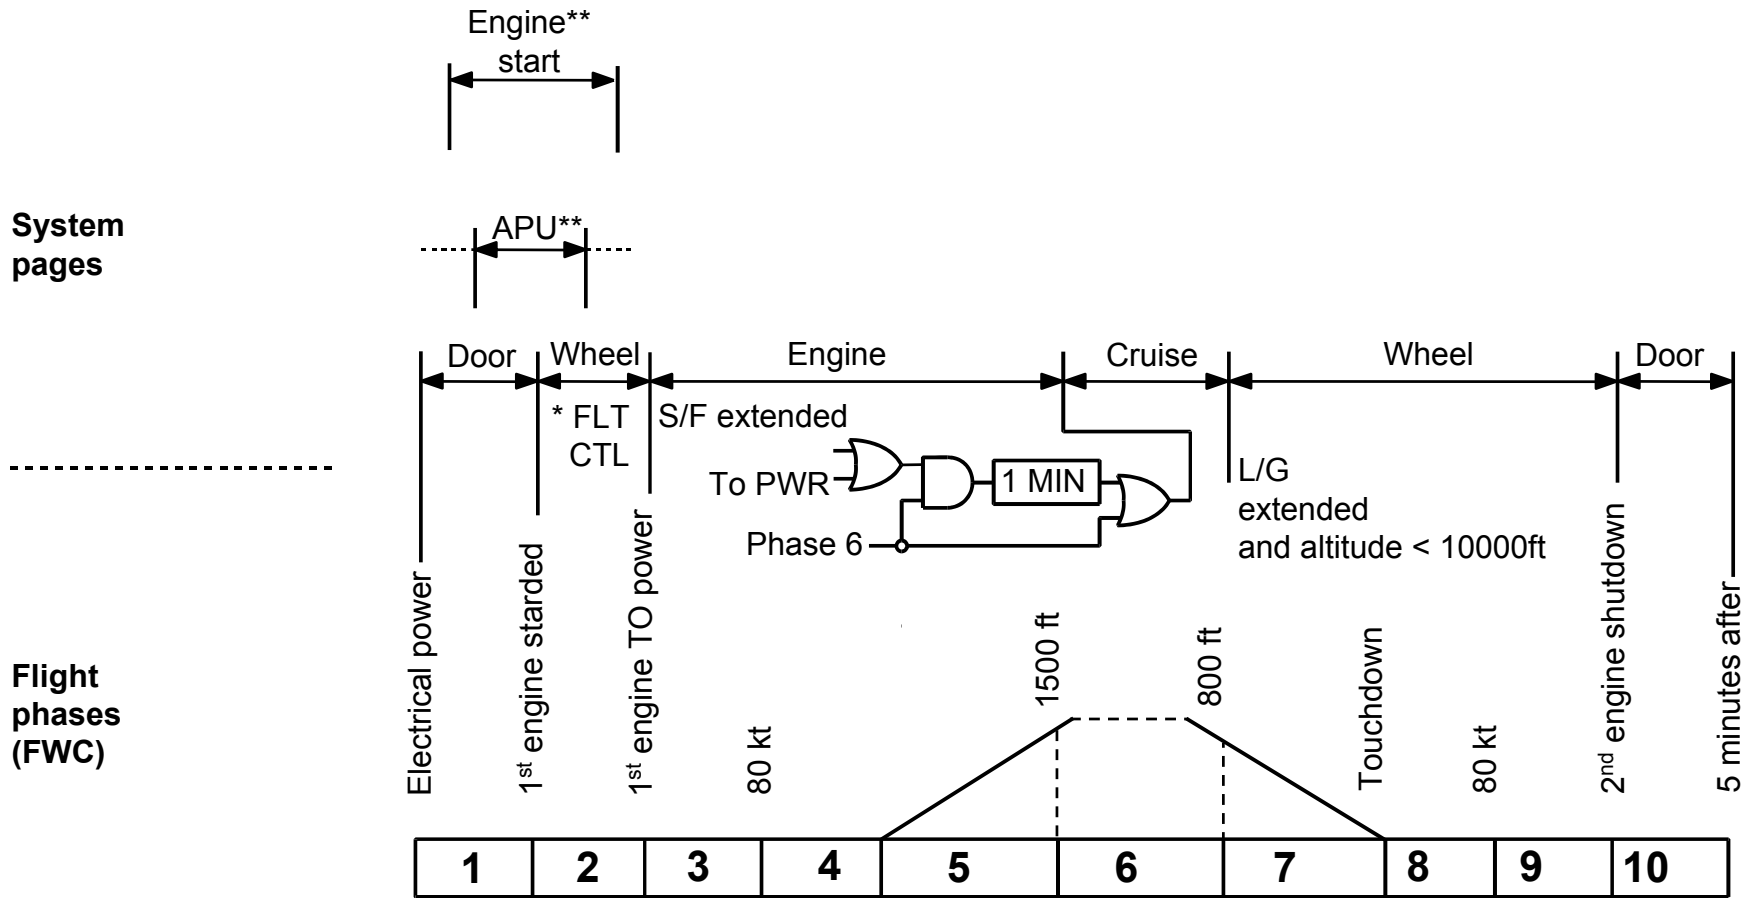 Engine**
start
System
pages
APU**
Door
Wheel
Engine
Cruise
Wheel
Door
* FLT
CTL
S/F extended
To PWR
1 MIN
Phase 6
L/G
extended
and altitude < 10000ft
Flight
phases
(FWC)
Electrical power
1st engine starded
1st engine TO power
80 kt
1500 ft
800 ft
Touchdown
80 kt
2nd engine shutdown
5 minutes after
1 2 3 4 5 6 7 8 9 10